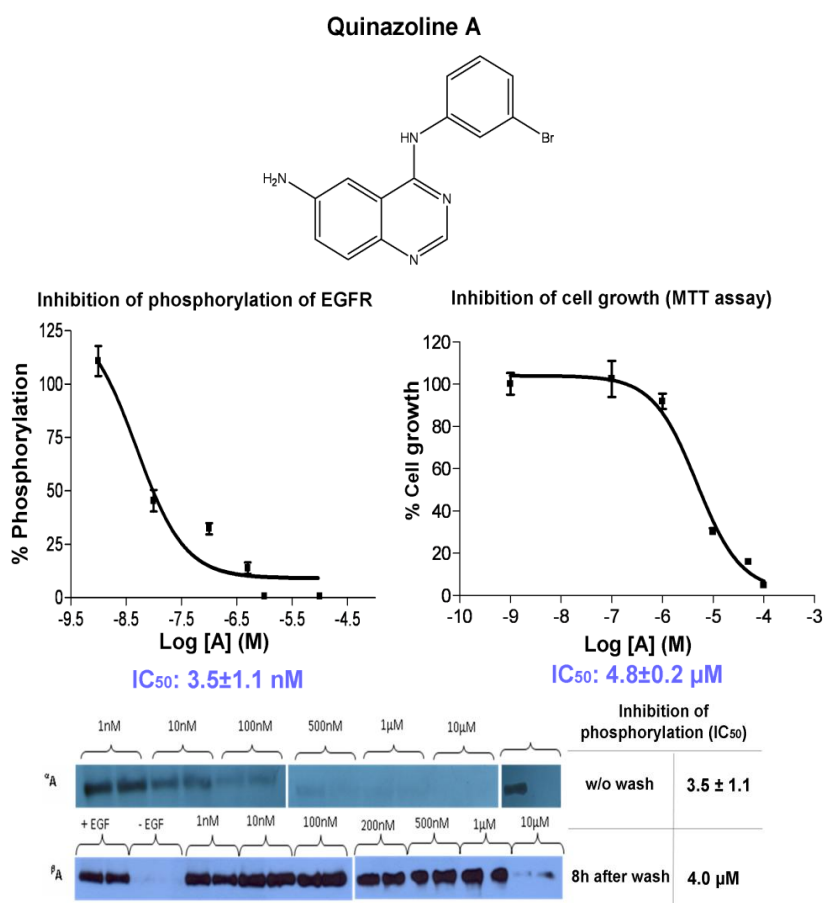 Quinazoline A
HN
Br
H₂N
N
N
Inhibition of phosphorylation of EGFR
% Phosphorylation
125
100
75
50
25
0
-9.5 -8.5 -7.5 -6.5 -5.5 -4.5
Log [A] (M)
IC₅₀: 3.5±1.1 nM
Inhibition of cell growth (MTT assay)
% Cell growth
120
100
80
60
40
20
0
-10 -9 -8 -7 -6 -5 -4 -3
Log [A] (M)
IC₅₀: 4.8±0.2 µM
1nM 10nM 100nM 500nM 1µM 10µM
αA
+ EGF - EGF 1nM 10nM 100nM 200nM 500nM 1µM 10µM
βA
Inhibition of
phosphorylation (IC₅₀)
w/o wash 3.5 ± 1.1
8h after wash 4.0 µM